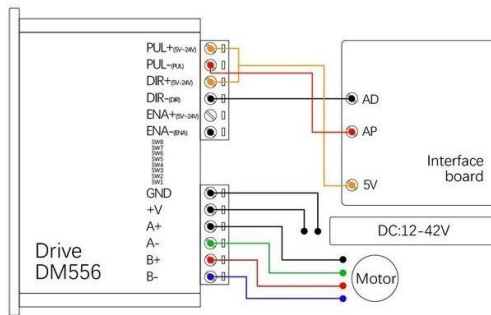 PUL+(5V-24V)
PUL-(PUL)
DIR+(5V-24V)
DIR-(DIR)
ENA+(5V-24V)
ENA-(ENA)
SW8
SW7
SW6
SW5
SW4
SW3
SW2
SW1
GND
+V
A+
A-
B+
B-
Drive
DM556
AD
AP
5V
Interface
board
DC:12-42V
Motor